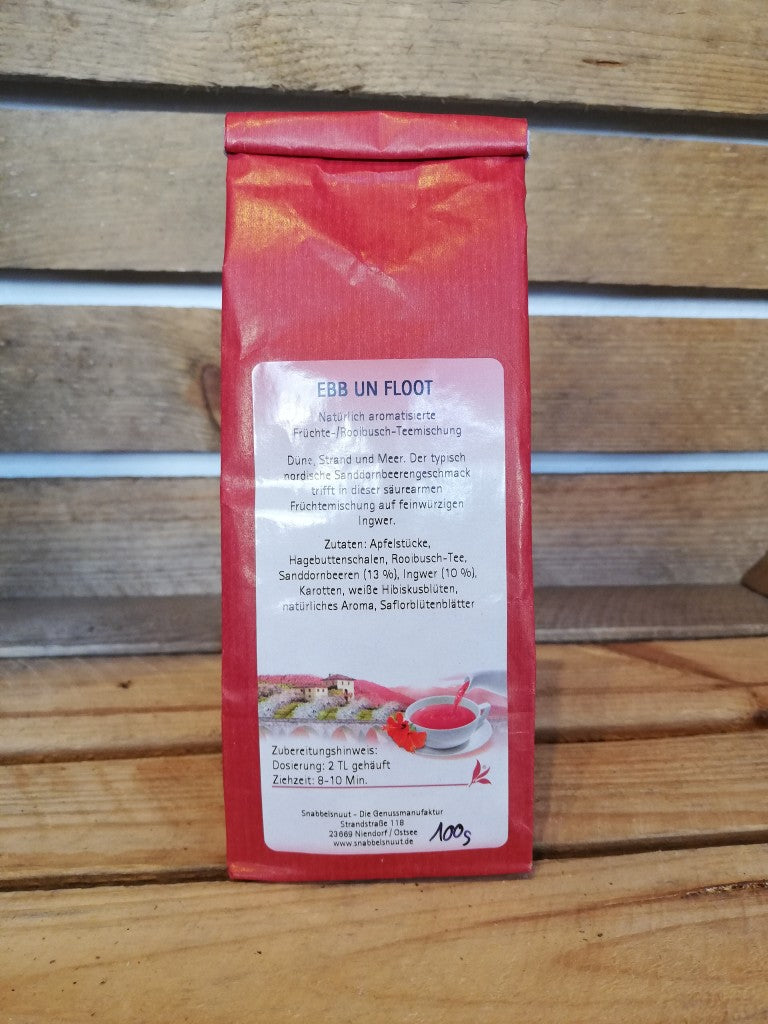 EBB UN FLOOT
Natürlich aromatisierte
Früchte-/Rooibusch-Teemischung
Düne, Strand und Meer. Der typisch
nordische Sanddornbeerengeschmack
trifft in dieser säurearmen
Früchtemischung auf feinwürzigen
Ingwer.
Zutaten: Apfelstücke,
Hagebuttenschalen, Rooibusch-Tee,
Sanddornbeeren (13 %), Ingwer (10 %),
Karotten, weiße Hibiskusblüten,
natürliches Aroma, Saflorblütenblätter
Zubereitungshinweis:
Dosierung: 2 TL gehäuft
Ziehzeit: 8-10 Min.
Snabbelsnuut - Die Genussmanufaktur
Strandstraße 118
23669 Niendorf / Ostsee
www.snabbelsnuut.de
100g